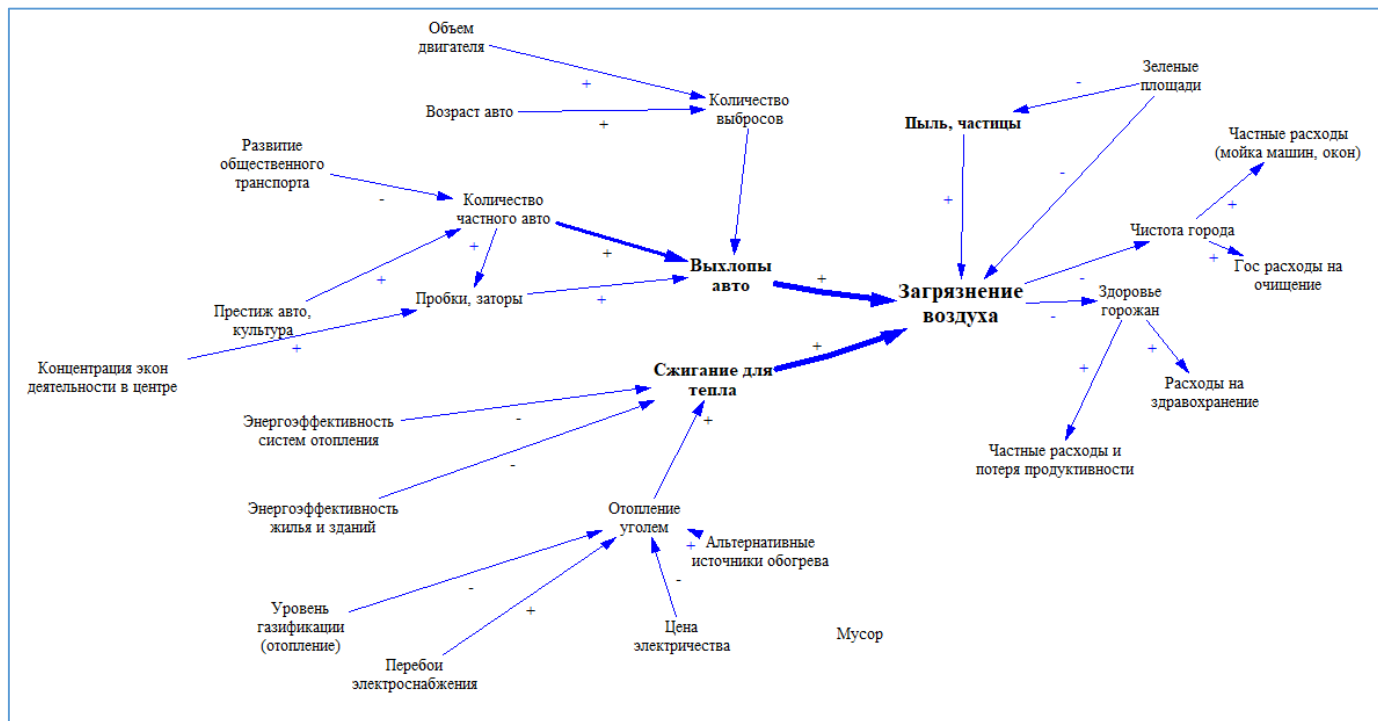 Объем
двигателя
Возраст авто
Количество
выбросов
Развитие
общественного
транспорта
Количество
частного авто
Престиж авто,
культура
Пробки, заторы
Концентрация экон
деятельности в центре
Выхлопы
авто
Зеленые
площади
Пыль, частицы
Частные расходы
(мойка машин, окон)
Чистота города
Гос расходы на
очищение
Загрязнение
воздуха
Здоровье
горожан
Расходы на
здравохранение
Частные расходы и
потеря продуктивности
Сжигание для
тепла
Энергоэффективность
систем отопления
Энергоэффективность
жилья и зданий
Отопление
уголем
Альтернативные
источники обогрева
Уровень
газификации
(отопление)
Перебои
электроснабжения
Цена
электричества
Мусор
+
+
-
+
+
+
+
+
+
+
-
-
+
-
-
+
+
+
+
-
-
+
-
+
-
+